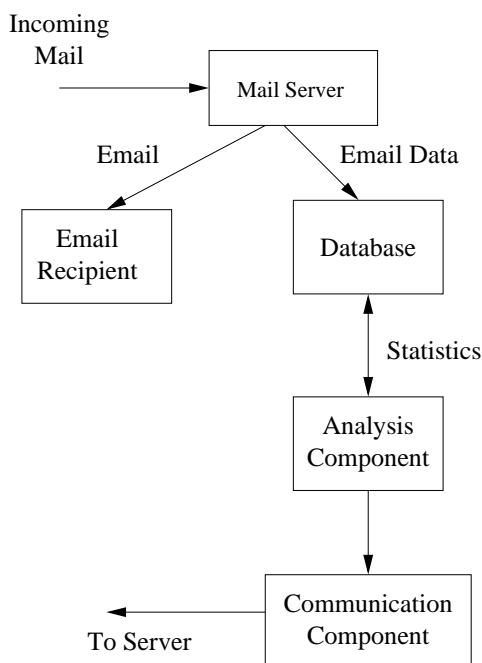 Incoming
Mail
Mail Server
Email
Email Data
Email
Recipient
Database
Statistics
Analysis
Component
Communication
Component
To Server